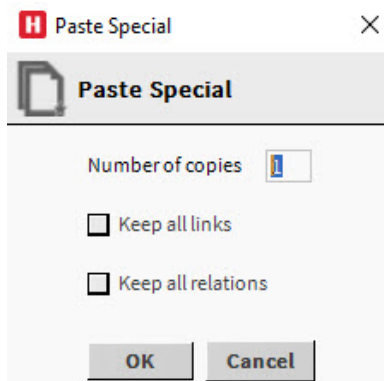 H Paste Special
Paste Special
Number of copies 1
Keep all links
Keep all relations
OK Cancel